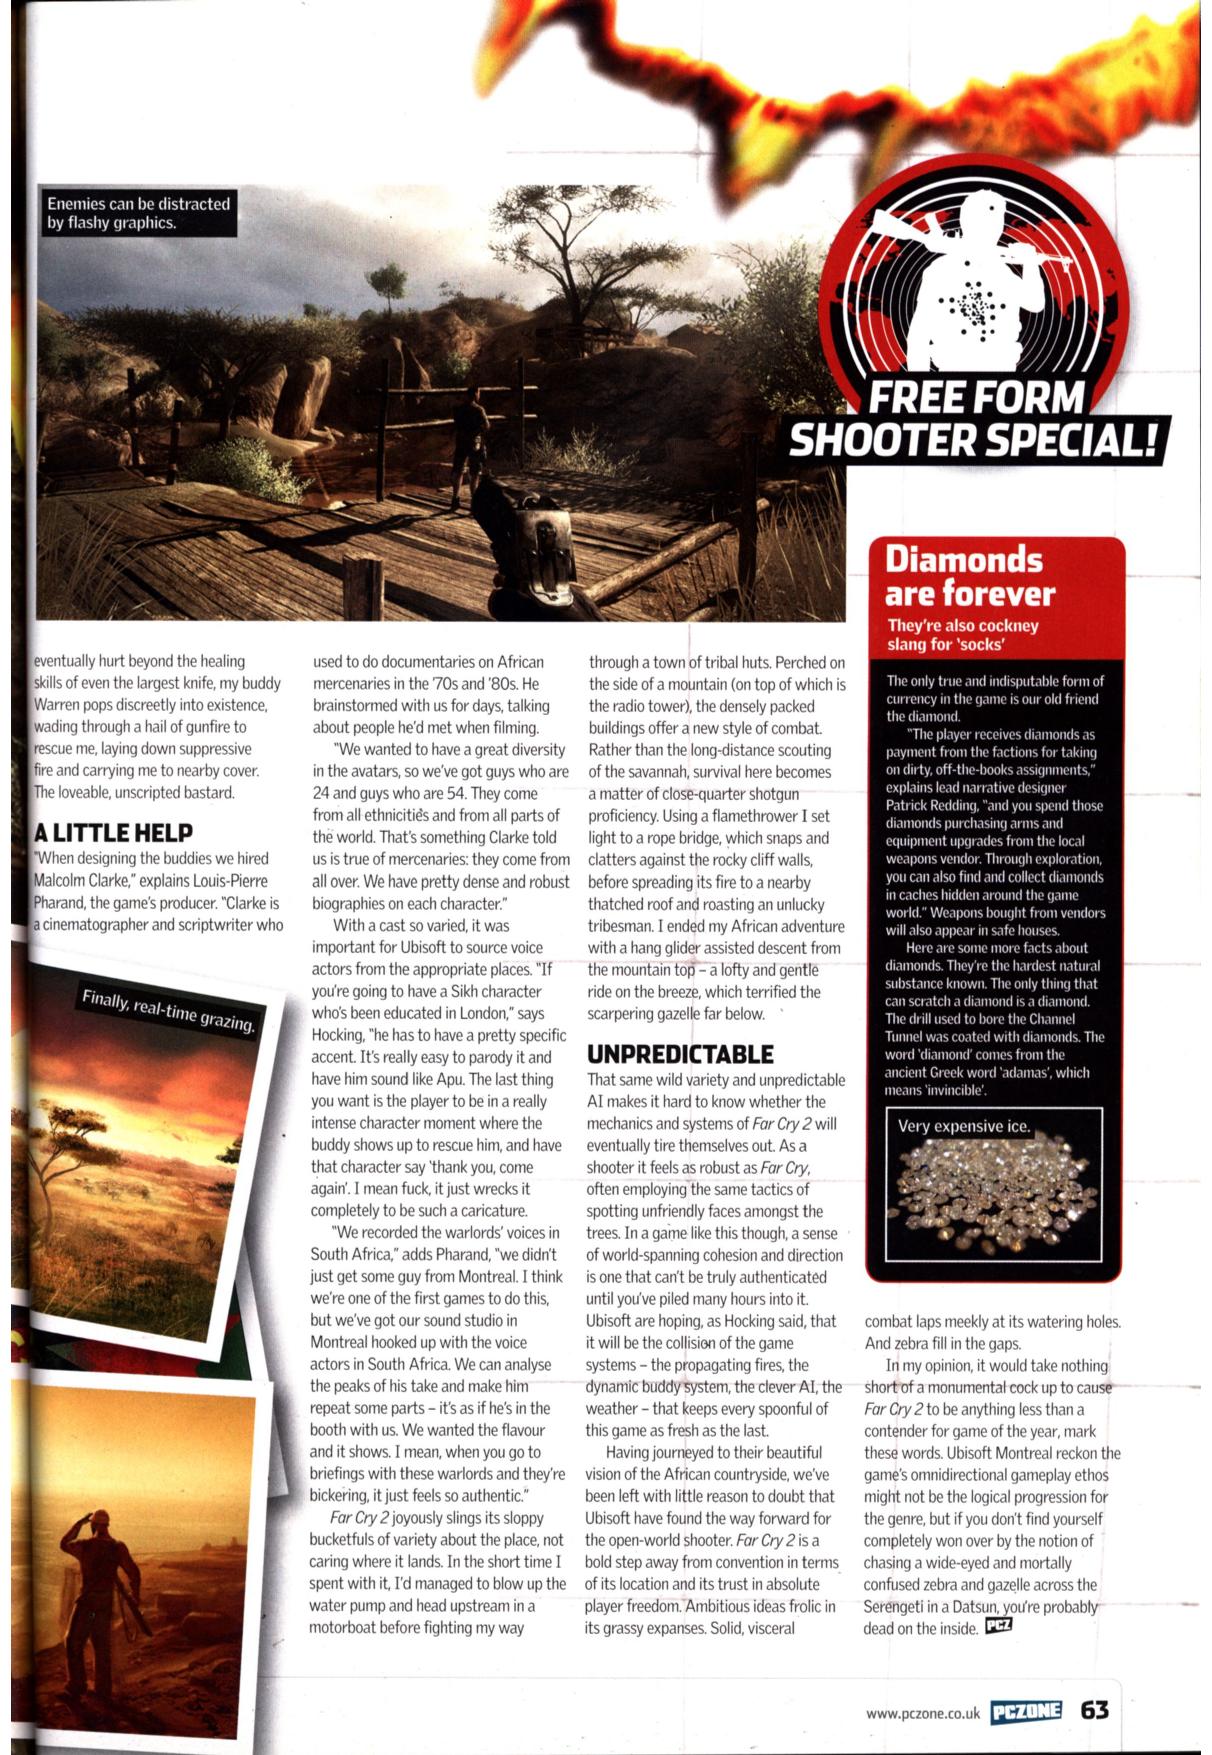 Enemies can be distracted
by flashy graphics.
FREE FORM
SHOOTER SPECIAL!
eventually hurt beyond the healing
skills of even the largest knife, my buddy
Warren pops discreetly into existence,
wading through a hail of gunfire to
rescue me, laying down suppressive
fire and carrying me to nearby cover.
The loveable, unscripted bastard.
A LITTLE HELP
"When designing the buddies we hired
Malcolm Clarke," explains Louis-Pierre
Pharand, the game's producer. "Clarke is
a cinematographer and scriptwriter who
Finally, real-time grazing.
used to do documentaries on African
mercenaries in the '70s and '80s. He
brainstormed with us for days, talking
about people he'd met when filming.
"We wanted to have a great diversity
in the avatars, so we've got guys who are
24 and guys who are 54. They come
from all ethnicities and from all parts of
the world. That's something Clarke told
us is true of mercenaries: they come from
all over. We have pretty dense and robust
biographies on each character."
With a cast so varied, it was
important for Ubisoft to source voice
actors from the appropriate places. "If
you're going to have a Sikh character
who's been educated in London," says
Hocking, "he has to have a pretty specific
accent. It's really easy to parody it and
have him sound like Apu. The last thing
you want is the player to be in a really
intense character moment where the
buddy shows up to rescue him, and have
that character say 'thank you, come
again'. I mean fuck, it just wrecks it
completely to be such a caricature.
"We recorded the warlords' voices in
South Africa," adds Pharand, "we didn't
just get some guy from Montreal. I think
we're one of the first games to do this,
but we've got our sound studio in
Montreal hooked up with the voice
actors in South Africa. We can analyse
the peaks of his take and make him
repeat some parts – it's as if he's in the
booth with us. We wanted the flavour
and it shows. I mean, when you go to
briefings with these warlords and they're
bickering, it just feels so authentic."
Far Cry 2 joyously slings its sloppy
bucketfuls of variety about the place, not
caring where it lands. In the short time I
spent with it, I'd managed to blow up the
water pump and head upstream in a
motorboat before fighting my way
through a town of tribal huts. Perched on
the side of a mountain (on top of which is
the radio tower), the densely packed
buildings offer a new style of combat.
Rather than the long-distance scouting
of the savannah, survival here becomes
a matter of close-quarter shotgun
proficiency. Using a flamethrower I set
light to a rope bridge, which snaps and
clatters against the rocky cliff walls,
before spreading its fire to a nearby
thatched roof and roasting an unlucky
tribesman. I ended my African adventure
with a hang glider assisted descent from
the mountain top – a lofty and gentle
ride on the breeze, which terrified the
scarpering gazelle far below.
UNPREDICTABLE
That same wild variety and unpredictable
AI makes it hard to know whether the
mechanics and systems of Far Cry 2 will
eventually tire themselves out. As a
shooter it feels as robust as Far Cry,
often employing the same tactics of
spotting unfriendly faces amongst the
trees. In a game like this though, a sense
of world-spanning cohesion and direction
is one that can't be truly authenticated
until you've piled many hours into it.
Ubisoft are hoping, as Hocking said, that
it will be the collision of the game
systems – the propagating fires, the
dynamic buddy system, the clever AI, the
weather – that keeps every spoonful of
this game as fresh as the last.
Having journeyed to their beautiful
vision of the African countryside, we've
been left with little reason to doubt that
Ubisoft have found the way forward for
the open-world shooter. Far Cry 2 is a
bold step away from convention in terms
of its location and its trust in absolute
player freedom. Ambitious ideas frolic in
its grassy expanses. Solid, visceral
Diamonds
are forever
They're also cockney
slang for 'socks'
The only true and indisputable form of
currency in the game is our old friend
the diamond.
"The player receives diamonds as
payment from the factions for taking
on dirty, off-the-books assignments,"
explains lead narrative designer
Patrick Redding, "and you spend those
diamonds purchasing arms and
equipment upgrades from the local
weapons vendor. Through exploration,
you can also find and collect diamonds
in caches hidden around the game
world." Weapons bought from vendors
will also appear in safe houses.
Here are some more facts about
diamonds. They're the hardest natural
substance known. The only thing that
can scratch a diamond is a diamond.
The drill used to bore the Channel
Tunnel was coated with diamonds. The
word 'diamond' comes from the
ancient Greek word 'adamas', which
means 'invincible'.
Very expensive ice.
combat laps meekly at its watering holes.
And zebra fill in the gaps.
In my opinion, it would take nothing
short of a monumental cock up to cause
Far Cry 2 to be anything less than a
contender for game of the year, mark
these words. Ubisoft Montreal reckon the
game's omnidirectional gameplay ethos
might not be the logical progression for
the genre, but if you don't find yourself
completely won over by the notion of
chasing a wide-eyed and mortally
confused zebra and gazelle across the
Serengeti in a Datsun, you're probably
dead on the inside. PCZ
www.pczone.co.uk PCZONE 63